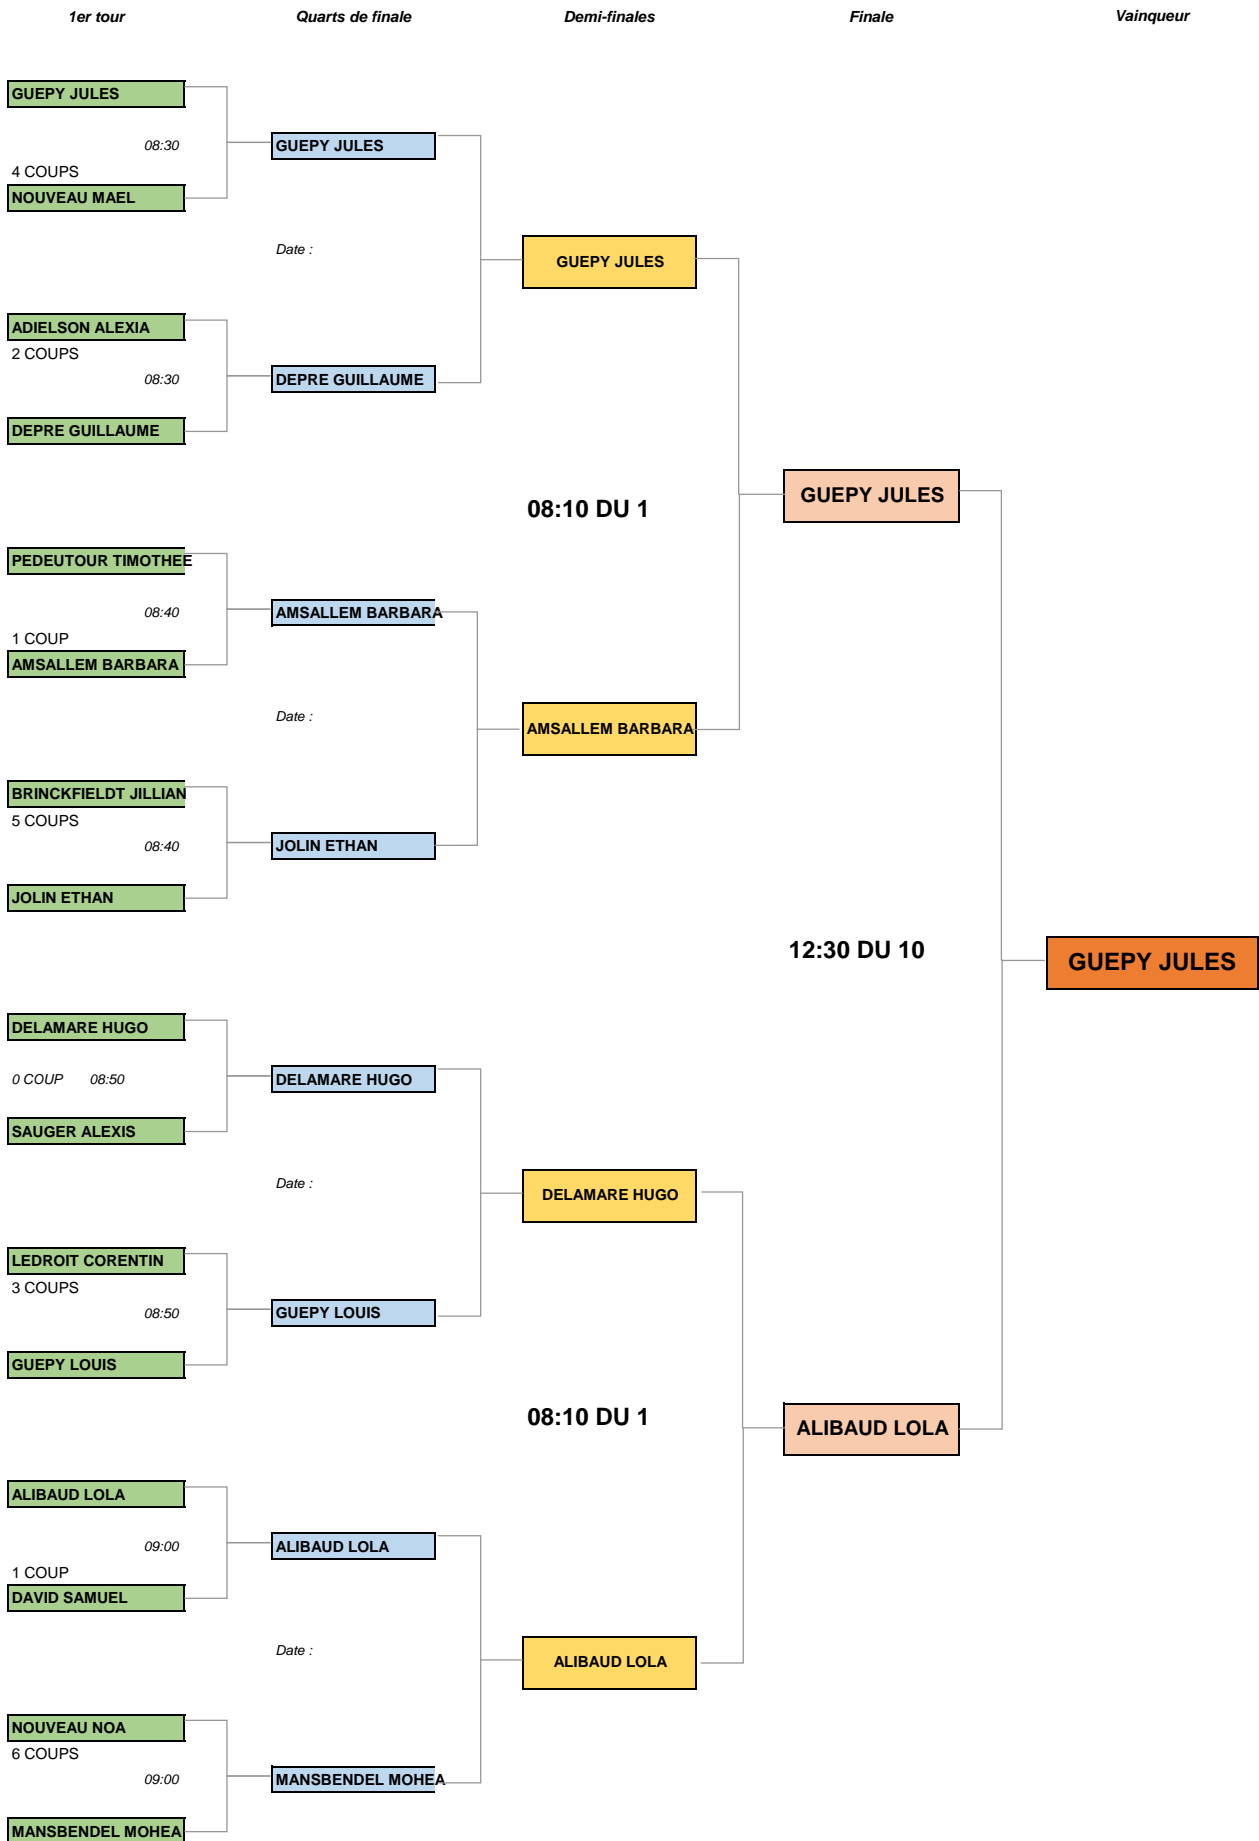 1er tour Quarts de finale Demi-finales Finale Vainqueur
GUEPY JULES
08:30 GUEPY JULES
4 COUPS
NOUVEAU MAEL
Date :
GUEPY JULES
ADIELSON ALEXIA
2 COUPS
08:30 DEPRE GUILLAUME
DEPRE GUILLAUME
GUEPY JULES
08:10 DU 1
PEDEUTOUR TIMOTHEE
08:40 AMSALLEM BARBARA
1 COUP
AMSALLEM BARBARA
Date :
AMSALLEM BARBARA
BRINCKFIELDT JILLIAN
5 COUPS
08:40 JOLIN ETHAN
JOLIN ETHAN
12:30 DU 10
GUEPY JULES
DELAMARE HUGO
0 COUP 08:50 DELAMARE HUGO
SAUGER ALEXIS
Date :
DELAMARE HUGO
LEDROIT CORENTIN
3 COUPS
08:50 GUEPY LOUIS
GUEPY LOUIS
08:10 DU 1
ALIBAUD LOLA
ALIBAUD LOLA
09:00 ALIBAUD LOLA
1 COUP
DAVID SAMUEL
Date :
ALIBAUD LOLA
NOUVEAU NOA
6 COUPS
09:00 MANSBENDEL MOHEA
MANSBENDEL MOHEA